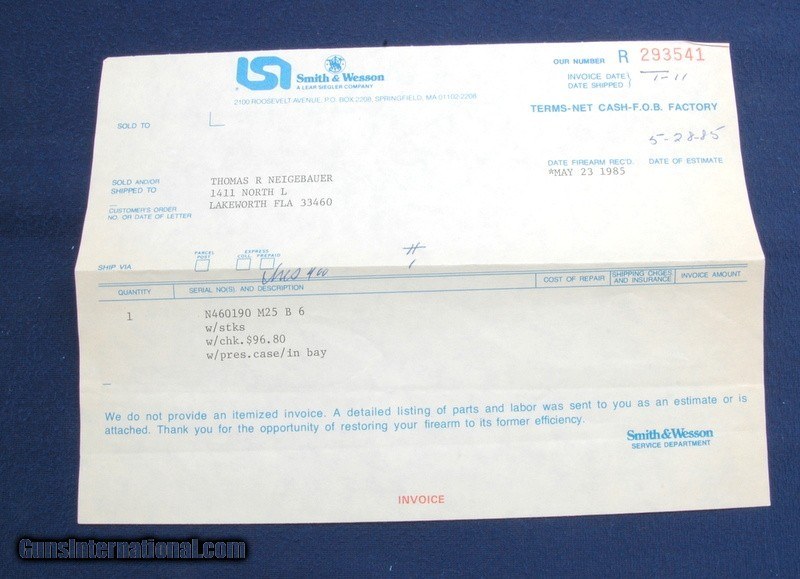 LSI Smith & Wesson
A LEAR SIEGLER COMPANY
2100 ROOSEVELT AVENUE, P.O. BOX 2208, SPRINGFIELD, MA 01102-2208
OUR NUMBER R 293541
INVOICE DATE
DATE SHIPPED
TERMS-NET CASH-F.O.B. FACTORY
SOLD TO
5-28-85
DATE FIREARM REC'D. DATE OF ESTIMATE
*MAY 23 1985
SOLD AND/OR
SHIPPED TO
THOMAS R NEIGEBAUER
1411 NORTH L
LAKEWORTH FLA 33460
CUSTOMER'S ORDER
NO. OR DATE OF LETTER
SHIP VIA
PARCEL
POST
EXPRESS
COLL PREPAID
#
1
QUANTITY SERIAL NO(S). AND DESCRIPTION COST OF REPAIR SHIPPING CHGES AND INSURANCE INVOICE AMOUNT
1 N460190 M25 B 6
w/stks
w/chk.$96.80
w/pres.case/in bay
We do not provide an itemized invoice. A detailed listing of parts and labor was sent to you as an estimate or is
attached. Thank you for the opportunity of restoring your firearm to its former efficiency.
Smith & Wesson
SERVICE DEPARTMENT
INVOICE
GunsInternational.com